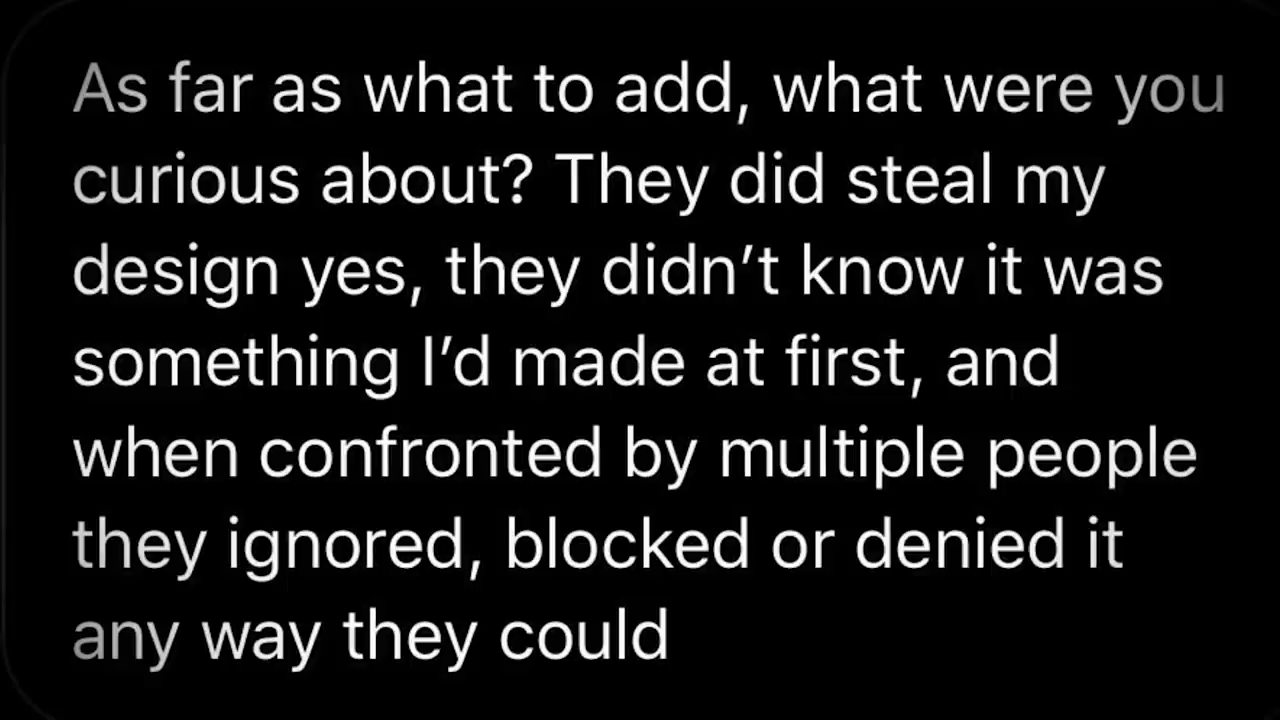 As far as what to add, what were you
curious about? They did steal my
design yes, they didn’t know it was
something I’d made at first, and
when confronted by multiple people
they ignored, blocked or denied it
any way they could